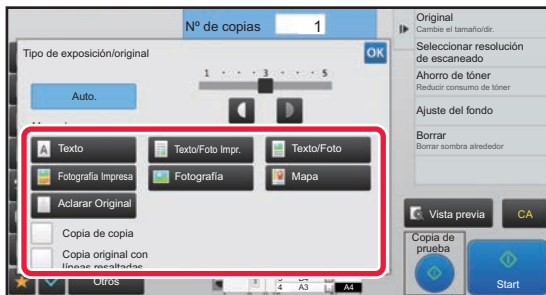 Nº de copias 1
Tipo de exposición/original
OK
1 3 5
Auto.
Texto
Texto/Foto Impr.
Texto/Foto
Fotografía Impresa
Fotografía
Mapa
Aclarar Original
Copia de copia
Copia original con
líneas resaltadas
Otros
4 A3 A4
Original
Cambie el tamaño/dir.
Seleccionar resolución
de escaneado
Ahorro de tóner
Reducir consumo de tóner
Ajuste del fondo
Borrar
Borrar sombra alrededor
Vista previa
CA
Copia de
prueba
Start